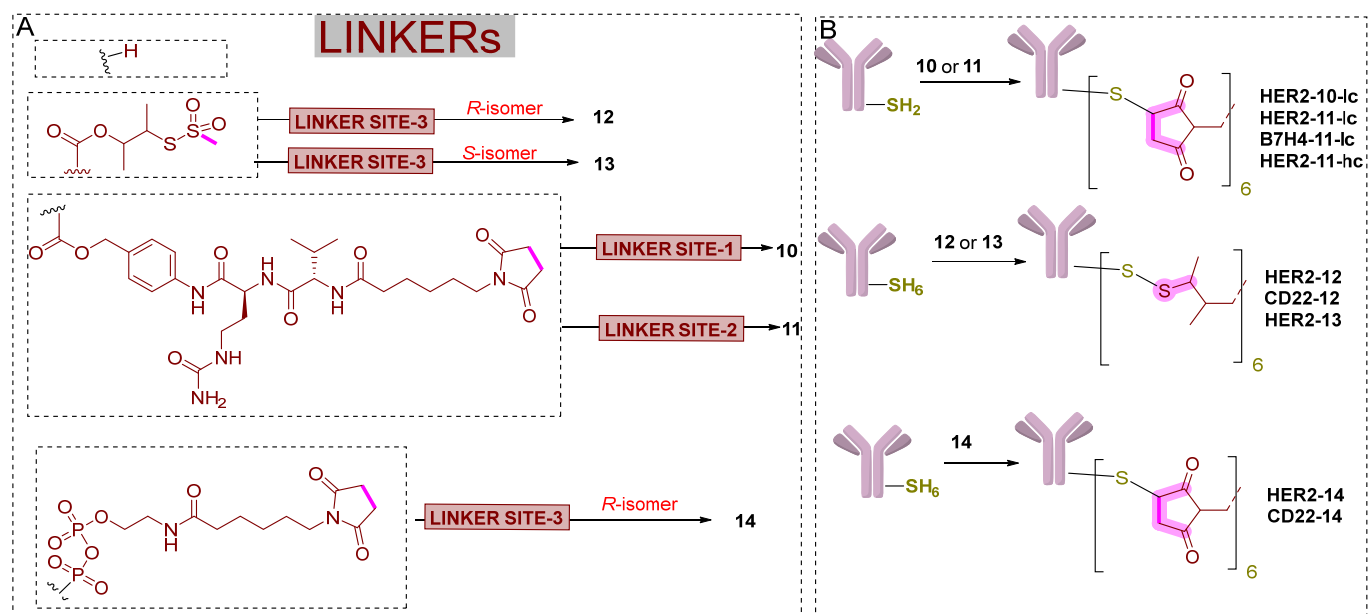 A
LINKERs
H
O
O
O
S
S
O
O
LINKER SITE-3
R-isomer
12
LINKER SITE-3
S-isomer
13
O
O
O
NH
H
N
O
O
N
H
O
N
O
O
O
NH
NH2
LINKER SITE-1
10
LINKER SITE-2
11
O
P
O
O
O
P
O
O
N
H
O
N
O
O
LINKER SITE-3
R-isomer
14
B
SH2
10 or 11
S
O
O
6
HER2-10-lc
HER2-11-lc
B7H4-11-lc
HER2-11-hc
SH6
12 or 13
S
S
6
HER2-12
CD22-12
HER2-13
SH6
14
S
O
O
6
HER2-14
CD22-14